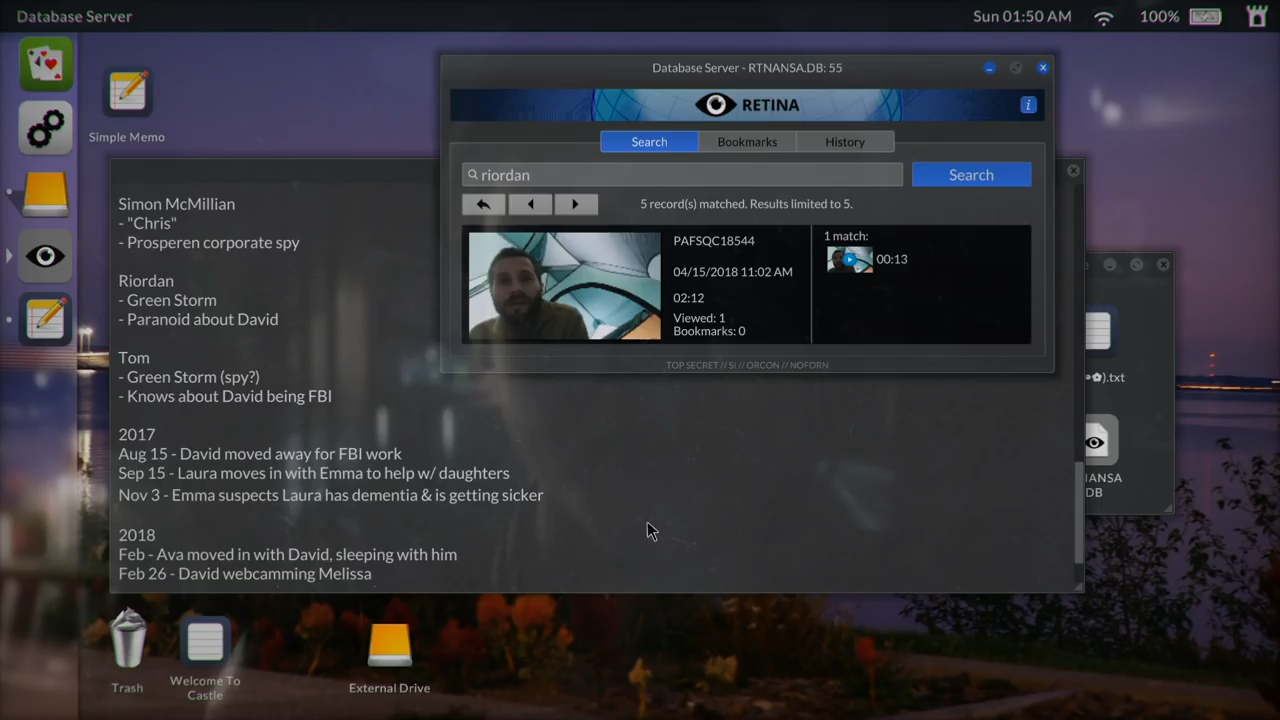 Database Server
Sun 01:50 AM
100%
Simple Memo
Database Server - RTNANSA.DB: 55
RETINA
i
Search
Bookmarks
History
riordan
Search
5 record(s) matched. Results limited to 5.
PAFSQC18544
04/15/2018 11:02 AM
02:12
Viewed: 1
Bookmarks: 0
1 match:
00:13
TOP SECRET // SI // ORCON // NOFORN
Simon McMillian
- "Chris"
- Prosperen corporate spy
Riordan
- Green Storm
- Paranoid about David
Tom
- Green Storm (spy?)
- Knows about David being FBI
2017
Aug 15 - David moved away for FBI work
Sep 15 - Laura moves in with Emma to help w/ daughters
Nov 3 - Emma suspects Laura has dementia & is getting sicker
2018
Feb - Ava moved in with David, sleeping with him
Feb 26 - David webcamming Melissa
✿).txt
ANSA
DB
Trash
Welcome To
Castle
External Drive